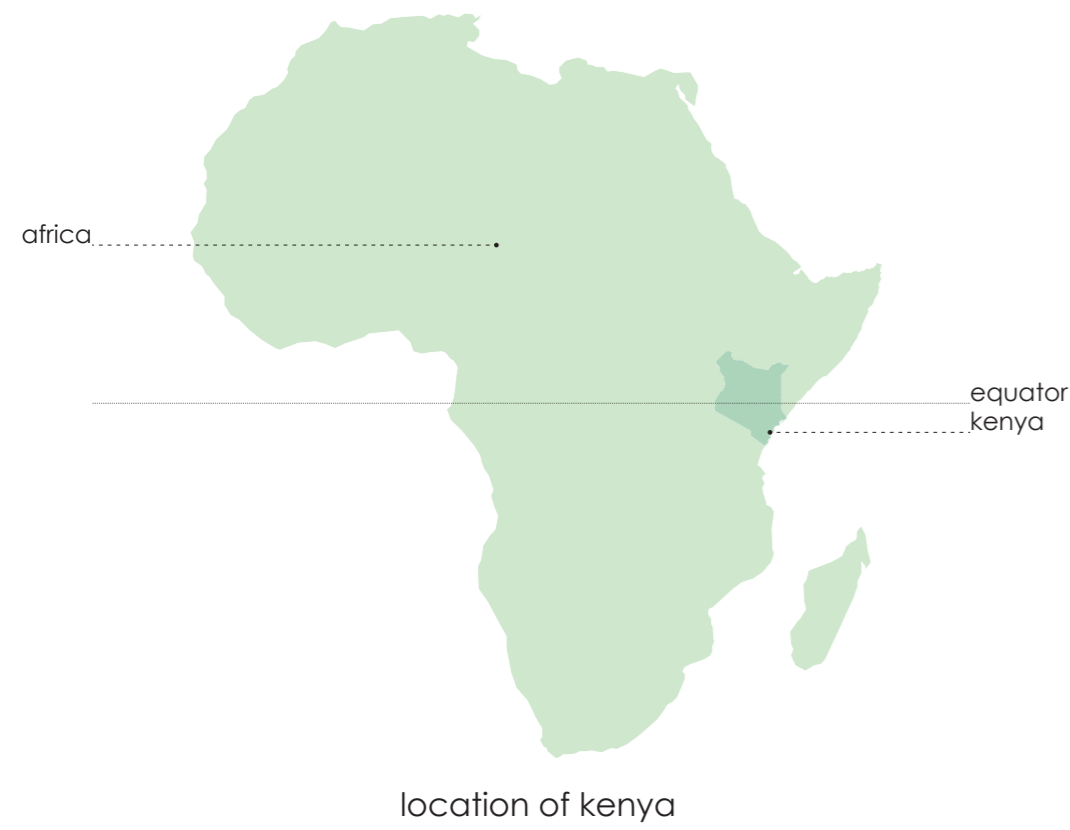 africa
equator
kenya
location of kenya